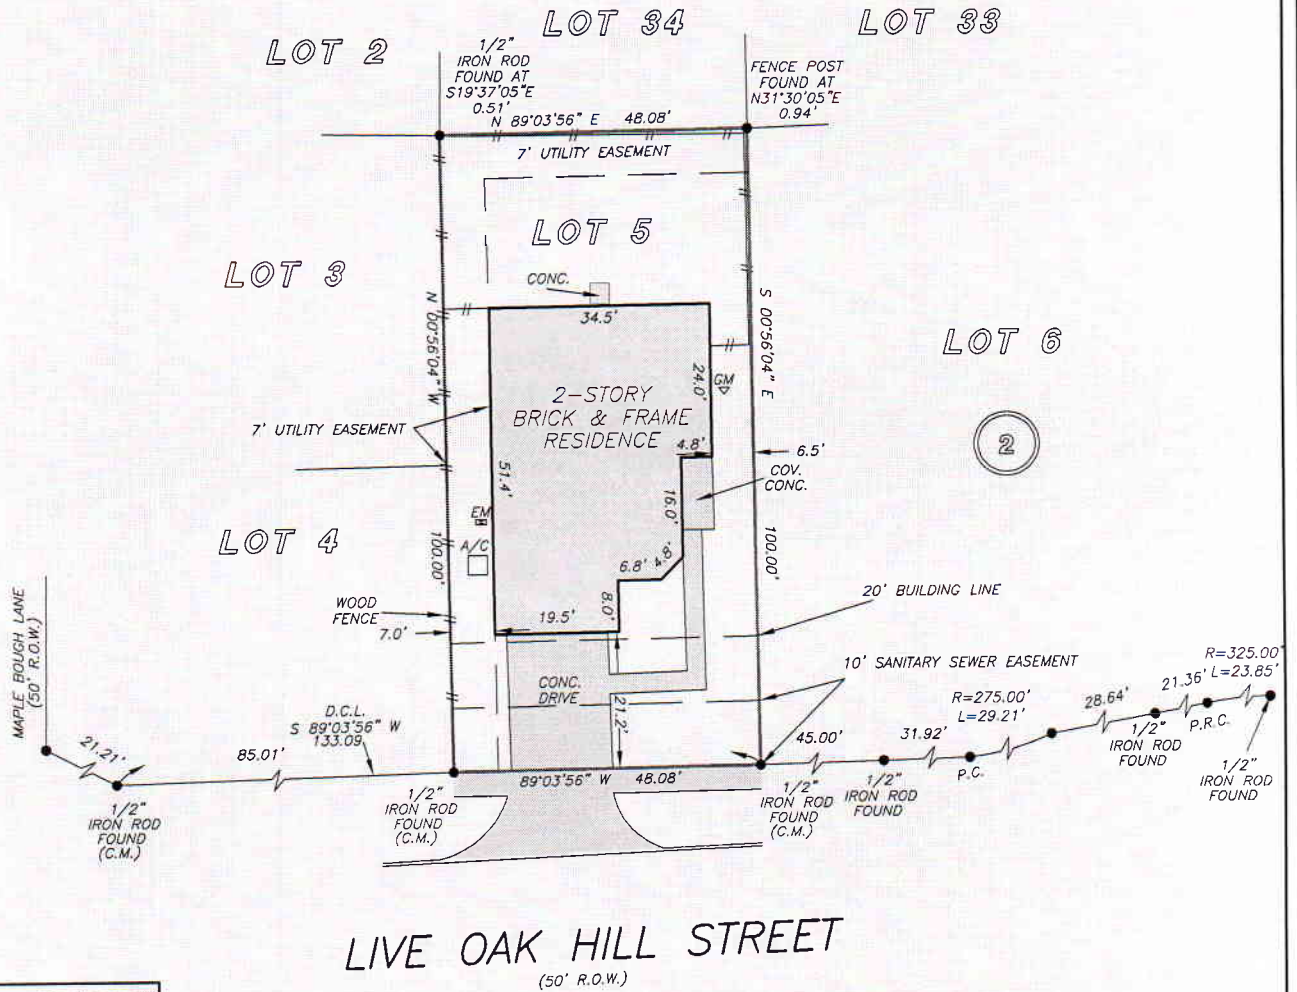 LOT 34
LOT 33
LOT 2
1/2"
IRON ROD
FOUND AT
S19°37'05"E
0.51'
FENCE POST
FOUND AT
N31°30'05"E
0.94'
N 89°03'56" E 48.08'
7' UTILITY EASEMENT
LOT 5
LOT 3
CONC.
34.5'
N 00°56'04" W
S 00°56'04" E
LOT 6
24.0'
GM
2-STORY
BRICK & FRAME
RESIDENCE
7' UTILITY EASEMENT
4.8'
6.5'
2
COV.
CONC.
51.4'
16.0'
EM
LOT 4
A/C
100.00'
100.00'
6.8'
4.8'
20' BUILDING LINE
WOOD
FENCE
8.0'
19.5'
7.0'
MAPLE BOUGH LANE
(50' R.O.W.)
10' SANITARY SEWER EASEMENT
R=325.00'
L=23.85'
CONC.
DRIVE
21.36'
R=275.00'
L=29.21'
28.64'
D.C.L.
S 89°03'56" W
133.09
21.2'
P.R.C.
21.21'
85.01'
45.00'
31.92'
1/2"
IRON ROD
FOUND
1/2"
IRON ROD
FOUND
P.C.
89°03'56" W 48.08'
1/2"
IRON ROD
FOUND
(C.M.)
1/2"
IRON ROD
FOUND
(C.M.)
1/2"
IRON ROD
FOUND
(C.M.)
1/2"
IRON ROD
FOUND
LIVE OAK HILL STREET
(50' R.O.W.)